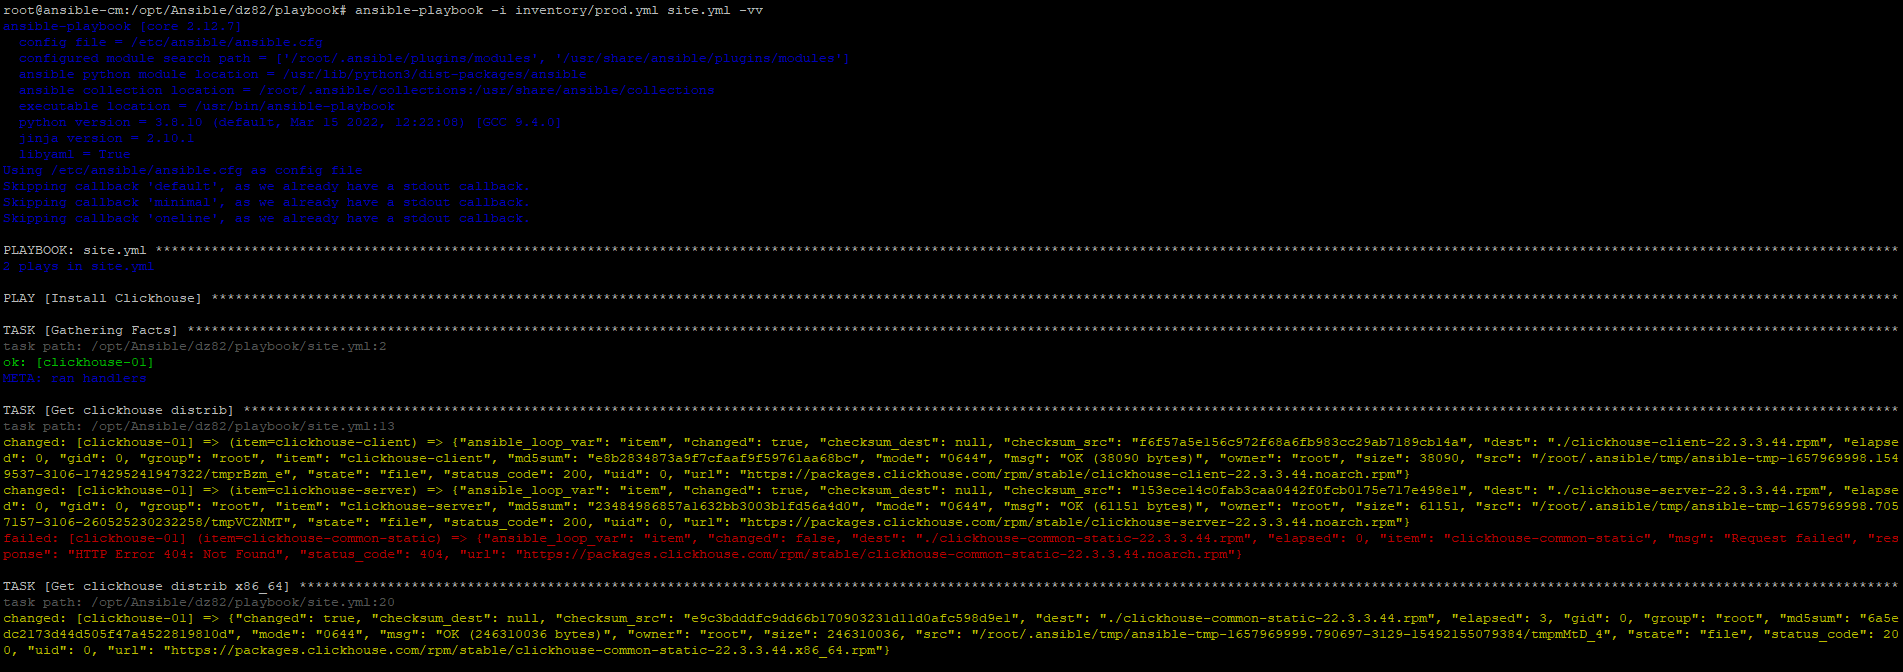 root@ansible-cm:/opt/Ansible/dz82/playbook# ansible-playbook -i inventory/prod.yml site.yml -vv
ansible-playbook [core 2.12.7]
  config file = /etc/ansible/ansible.cfg
  configured module search path = ['/root/.ansible/plugins/modules', '/usr/share/ansible/plugins/modules']
  ansible python module location = /usr/lib/python3/dist-packages/ansible
  ansible collection location = /root/.ansible/collections:/usr/share/ansible/collections
  executable location = /usr/bin/ansible-playbook
  python version = 3.8.10 (default, Mar 15 2022, 12:22:08) [GCC 9.4.0]
  jinja version = 2.10.1
  libyaml = True
Using /etc/ansible/ansible.cfg as config file
Skipping callback 'default', as we already have a stdout callback.
Skipping callback 'minimal', as we already have a stdout callback.
Skipping callback 'oneline', as we already have a stdout callback.
PLAYBOOK: site.yml ****************************************************************
2 plays in site.yml
PLAY [Install Clickhouse] ****************************************************************
TASK [Gathering Facts] ****************************************************************
task path: /opt/Ansible/dz82/playbook/site.yml:2
ok: [clickhouse-01]
META: ran handlers
TASK [Get clickhouse distrib] ****************************************************************
task path: /opt/Ansible/dz82/playbook/site.yml:13
changed: [clickhouse-01] => (item=clickhouse-client) => {"ansible_loop_var": "item", "changed": true, "checksum_dest": null, "checksum_src": "f6f57a5e156c972f68a6fb983cc29ab7189cb14a", "dest": "./clickhouse-client-22.3.3.44.rpm", "elapse
d": 0, "gid": 0, "group": "root", "item": "clickhouse-client", "md5sum": "e8b2834873a9f7cfaaf9f5976laa68bc", "mode": "0644", "msg": "OK (38090 bytes)", "owner": "root", "size": 38090, "src": "/root/.ansible/tmp/ansible-tmp-1657969998.154
9537-3106-174295241947322/tmprBzm_e", "state": "file", "status_code": 200, "uid": 0, "url": "https://packages.clickhouse.com/rpm/stable/clickhouse-client-22.3.3.44.noarch.rpm"}
changed: [clickhouse-01] => (item=clickhouse-server) => {"ansible_loop_var": "item", "changed": true, "checksum_dest": null, "checksum_src": "153ece14c0fab3caa0442f0fcb0175e717e498e1", "dest": "./clickhouse-server-22.3.3.44.rpm", "elapse
d": 0, "gid": 0, "group": "root", "item": "clickhouse-server", "md5sum": "23484986857a1632bb3003b1fd56a4d0", "mode": "0644", "msg": "OK (61151 bytes)", "owner": "root", "size": 61151, "src": "/root/.ansible/tmp/ansible-tmp-1657969998.705
7157-3106-260525230232258/tmpVCZNMT", "state": "file", "status_code": 200, "uid": 0, "url": "https://packages.clickhouse.com/rpm/stable/clickhouse-server-22.3.3.44.noarch.rpm"}
failed: [clickhouse-01] (item=clickhouse-common-static) => {"ansible_loop_var": "item", "changed": false, "dest": "./clickhouse-common-static-22.3.3.44.rpm", "elapsed": 0, "item": "clickhouse-common-static", "msg": "Request failed", "res
ponse": "HTTP Error 404: Not Found", "status_code": 404, "url": "https://packages.clickhouse.com/rpm/stable/clickhouse-common-static-22.3.3.44.noarch.rpm"}
TASK [Get clickhouse distrib x86_64] ****************************************************************
task path: /opt/Ansible/dz82/playbook/site.yml:20
changed: [clickhouse-01] => {"changed": true, "checksum_dest": null, "checksum_src": "e9c3bdddfc9dd66b170903231d11d0afc598d9e1", "dest": "./clickhouse-common-static-22.3.3.44.rpm", "elapsed": 3, "gid": 0, "group": "root", "md5sum": "6a5e
dc2173d44d505f47a4522819810d", "mode": "0644", "msg": "OK (246310036 bytes)", "owner": "root", "size": 246310036, "src": "/root/.ansible/tmp/ansible-tmp-1657969999.790697-3129-15492155079384/tmpmMtD_4", "state": "file", "status_code": 20
0, "uid": 0, "url": "https://packages.clickhouse.com/rpm/stable/clickhouse-common-static-22.3.3.44.x86_64.rpm"}